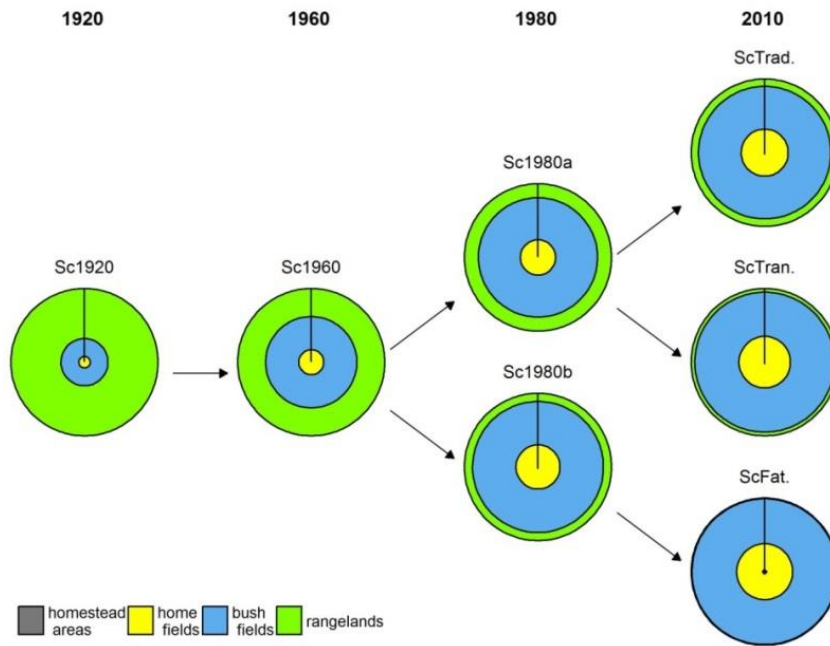 1920 1960 1980 2010
ScTrad.
Sc1980a
Sc1920 Sc1960 ScTran.
Sc1980b
ScFat.
homestead areas
home fields
bush fields
rangelands